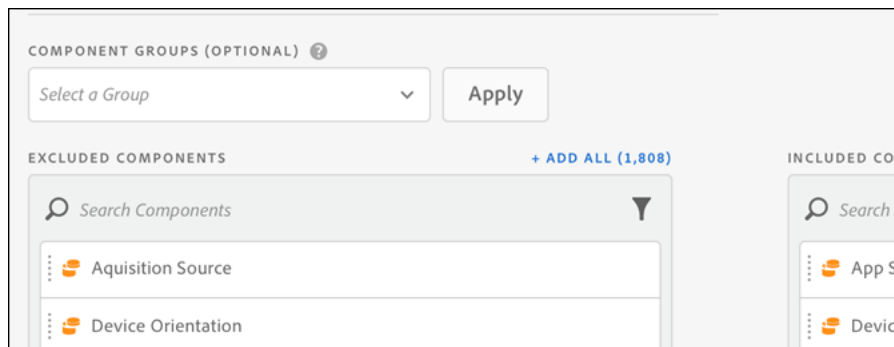 COMPONENT GROUPS (OPTIONAL) ?
Select a Group
Apply
EXCLUDED COMPONENTS
+ ADD ALL (1,808)
Search Components
Aquisition Source
Device Orientation
INCLUDED CO
Search
App S
Devic